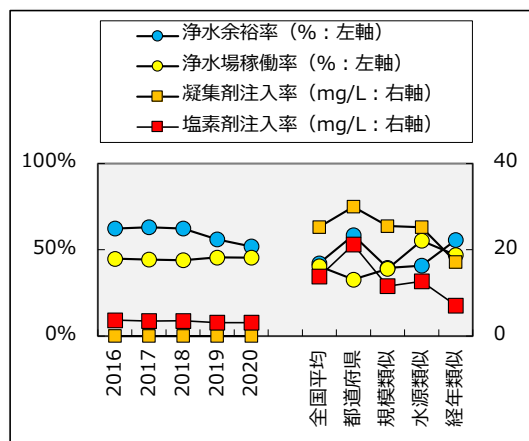 浄水余裕率（%：左軸）
浄水場稼働率（%：左軸）
凝集剤注入率（mg/L：右軸）
塩素剤注入率（mg/L：右軸）
100%
40
50%
20
0%
0
2016
2017
2018
2019
2020
全国平均
都道府県
規模類似
水源類似
経年類似